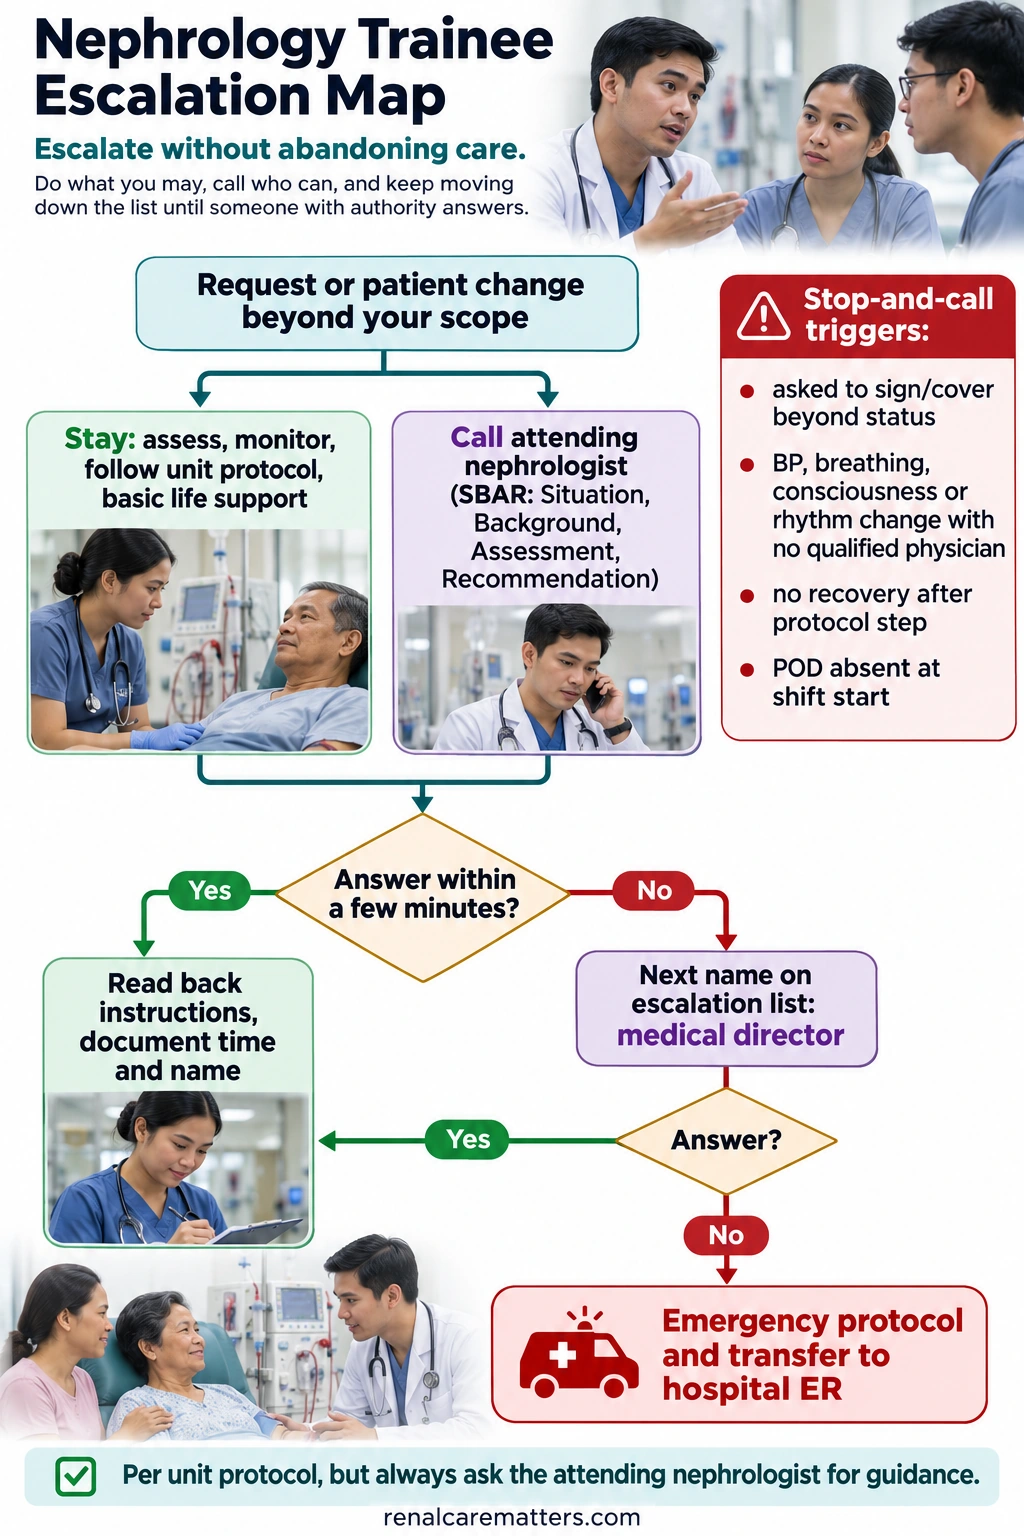 Nephrology Trainee
Escalation Map
Escalate without abandoning care.
Do what you may, call who can, and keep moving
down the list until someone with authority answers.
Request or patient change
beyond your scope
Stay: assess, monitor,
follow unit protocol,
basic life support
Call attending
nephrologist
(SBAR: Situation,
Background,
Assessment,
Recommendation)
Stop-and-call
triggers:
asked to sign/cover
beyond status
BP, breathing,
consciousness or
rhythm change with
no qualified physician
no recovery after
protocol step
POD absent at
shift start
Answer within
a few minutes?
Yes
No
Read back
instructions,
document time
and name
Next name on
escalation list:
medical director
Answer?
Yes
No
Emergency protocol
and transfer to
hospital ER
Per unit protocol, but always ask the attending nephrologist for guidance.
renalcarematters.com